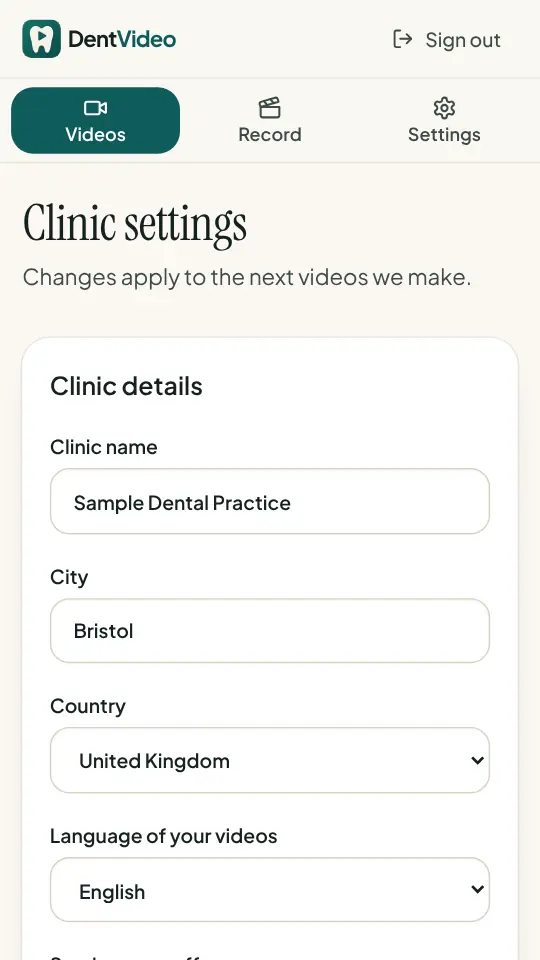 DentVideo
Sign out
Videos
Record
Settings
Clinic settings
Changes apply to the next videos we make.
Clinic details
Clinic name
Sample Dental Practice
City
Bristol
Country
United Kingdom
Language of your videos
English